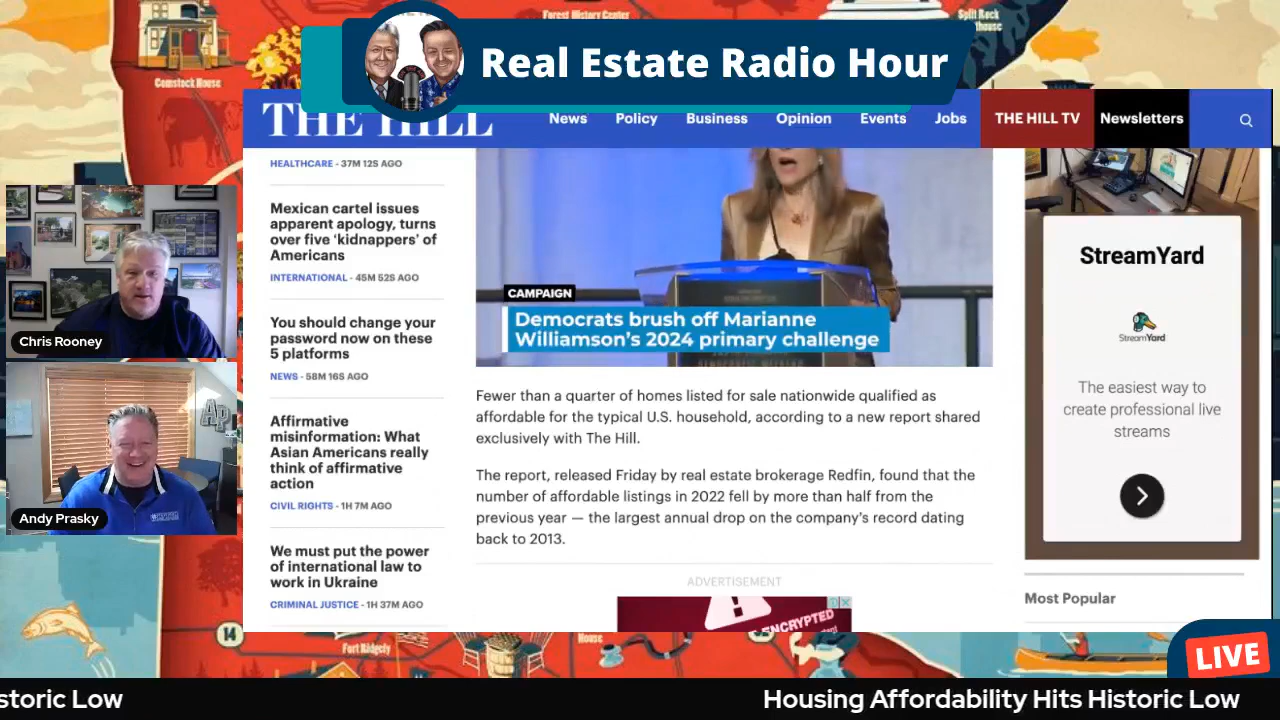 Forest History Center
Split Rock
Comstock House
Real Estate Radio Hour
THE HILL
News
Policy
Business
Opinion
Events
Jobs
THE HILL TV
Newsletters
HEALTHCARE - 37M 12S AGO
Mexican cartel issues
apparent apology, turns
over five ‘kidnappers’ of
Americans
INTERNATIONAL - 45M 52S AGO
You should change your
password now on these
5 platforms
NEWS - 58M 16S AGO
Affirmative
misinformation: What
Asian Americans really
think of affirmative
action
CIVIL RIGHTS - 1H 7M AGO
We must put the power
of international law to
work in Ukraine
CRIMINAL JUSTICE - 1H 37M AGO
CAMPAIGN
Democrats brush off Marianne
Williamson’s 2024 primary challenge
Fewer than a quarter of homes listed for sale nationwide qualified as
affordable for the typical U.S. household, according to a new report shared
exclusively with The Hill.
The report, released Friday by real estate brokerage Redfin, found that the
number of affordable listings in 2022 fell by more than half from the
previous year — the largest annual drop on the company’s record dating
back to 2013.
ADVERTISEMENT
ENCRYPTED
StreamYard
StreamYard
The easiest way to
create professional live
streams
Most Popular
Chris Rooney
AP
Andy Prasky
14
Fort Ridgely
House
LIVE
storic Low
Housing Affordability Hits Historic Low